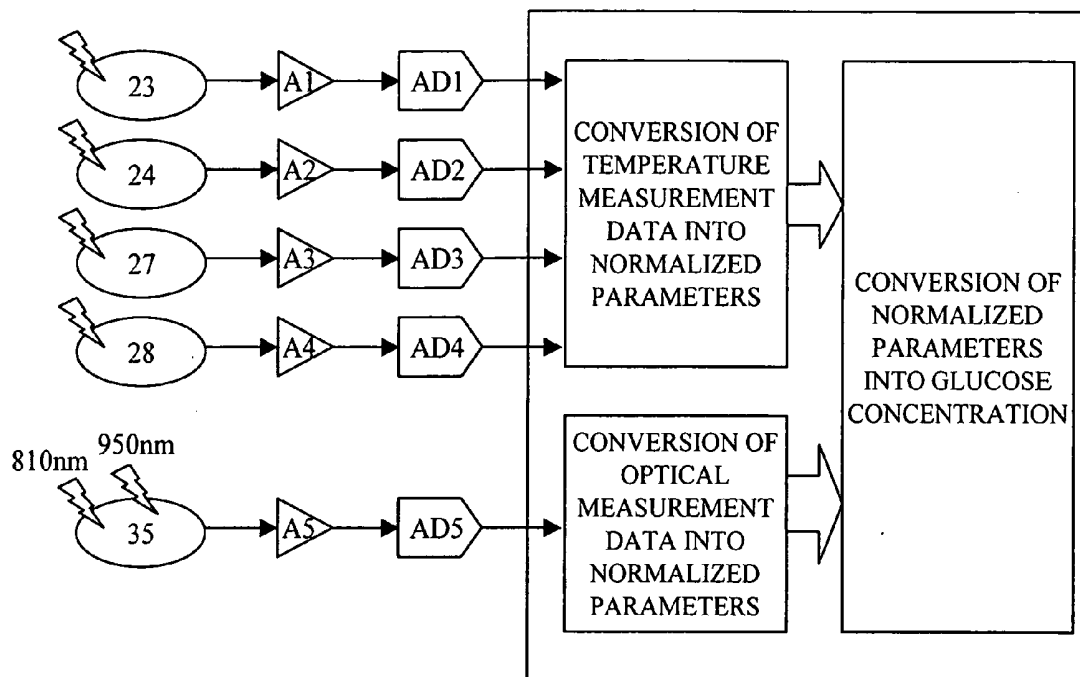 23
A1
AD1
24
A2
AD2
27
A3
AD3
28
A4
AD4
CONVERSION OF
TEMPERATURE
MEASUREMENT
DATA INTO
NORMALIZED
PARAMETERS
810nm
950nm
35
A5
AD5
CONVERSION OF
OPTICAL
MEASUREMENT
DATA INTO
NORMALIZED
PARAMETERS
CONVERSION OF
NORMALIZED
PARAMETERS
INTO GLUCOSE
CONCENTRATION